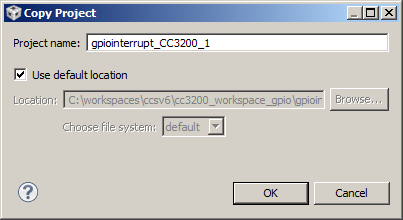 Copy Project
Project name: gpiointerrupt_CC3200_1
Use default location
Location: C:\workspaces\ccsv6\cc3200_workspace_gpio\gpioin Browse...
Choose file system: default
OK Cancel